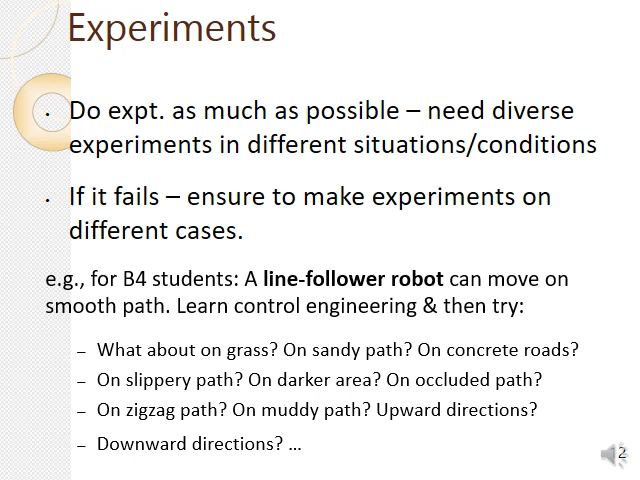 Experiments
• Do expt. as much as possible – need diverse
experiments in different situations/conditions
• If it fails – ensure to make experiments on
different cases.
e.g., for B4 students: A line-follower robot can move on
smooth path. Learn control engineering & then try:
– What about on grass? On sandy path? On concrete roads?
– On slippery path? On darker area? On occluded path?
– On zigzag path? On muddy path? Upward directions?
– Downward directions? ...
2